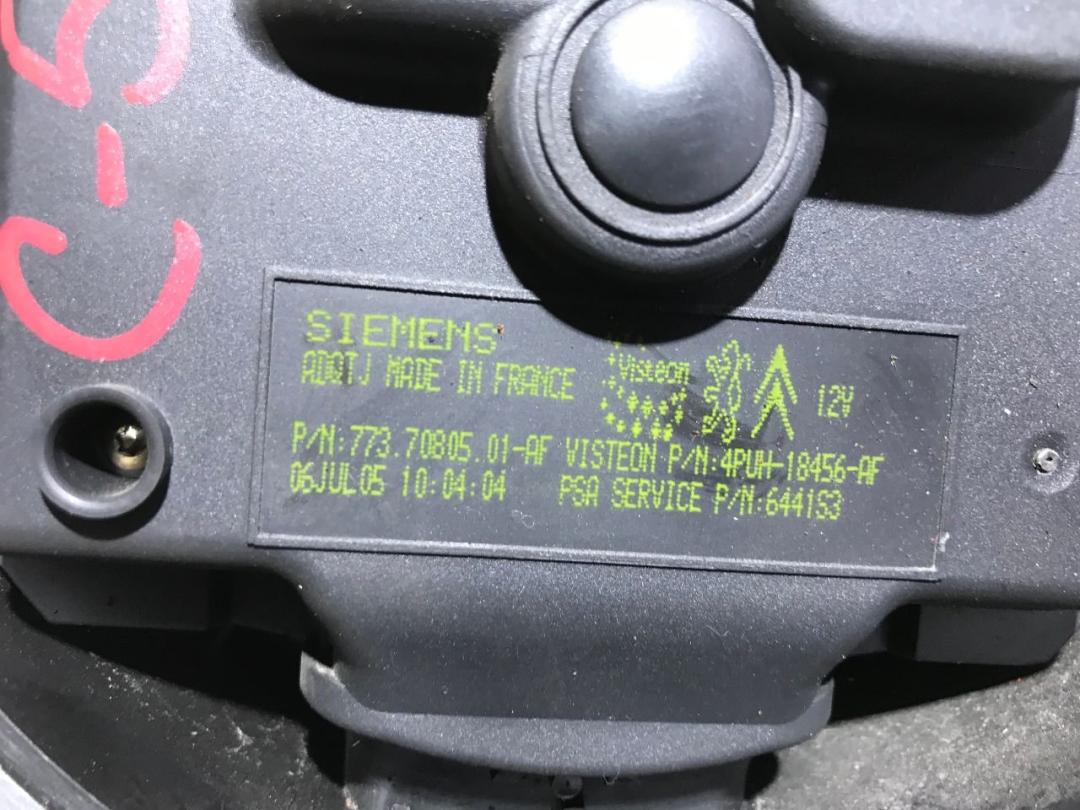 C-5
SIEMENS
MADE IN FRANCE Visteon 12V
P/N:773.70805.01-AF VISTEON P/N:4PUH-18456-AF
06JUL05 10:04:04 PSA SERVICE P/N:6441S3